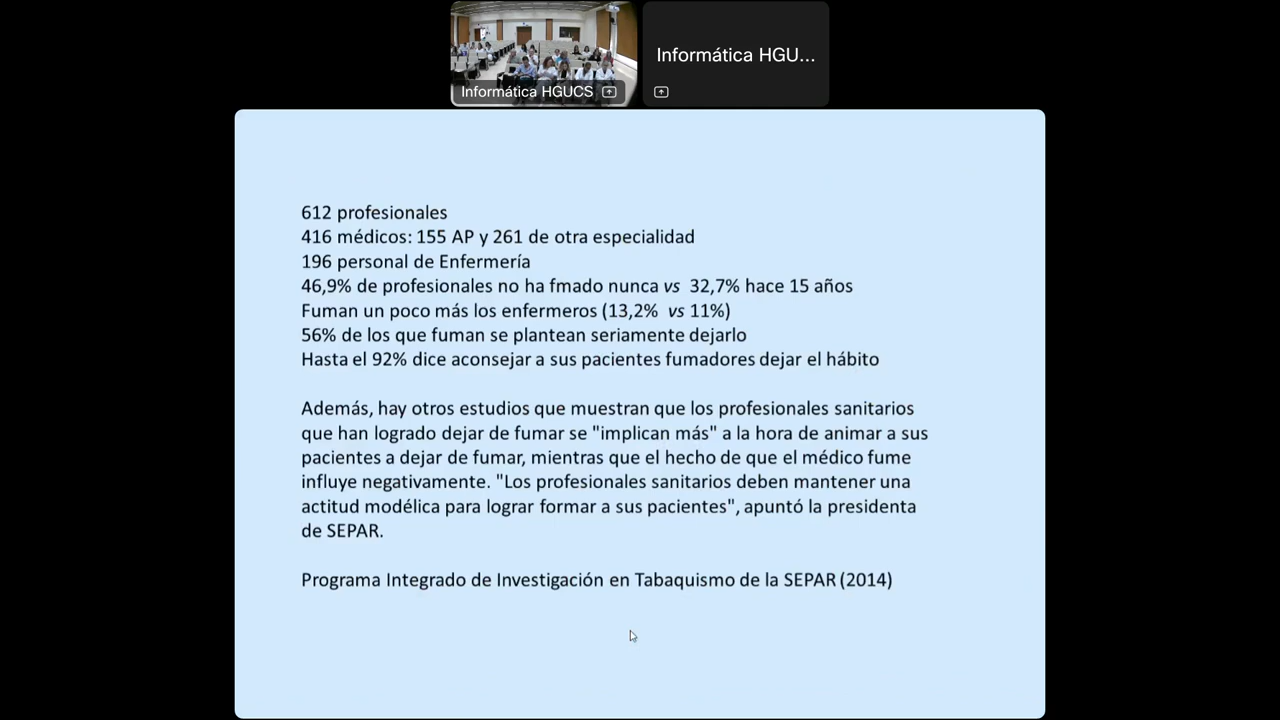 Informática HGUCS
Informática HGU...
612 profesionales
416 médicos: 155 AP y 261 de otra especialidad
196 personal de Enfermería
46,9% de profesionales no ha fmado nunca vs 32,7% hace 15 años
Fuman un poco más los enfermeros (13,2% vs 11%)
56% de los que fuman se plantean seriamente dejarlo
Hasta el 92% dice aconsejar a sus pacientes fumadores dejar el hábito
Además, hay otros estudios que muestran que los profesionales sanitarios
que han logrado dejar de fumar se "implican más" a la hora de animar a sus
pacientes a dejar de fumar, mientras que el hecho de que el médico fume
influye negativamente. "Los profesionales sanitarios deben mantener una
actitud modélica para lograr formar a sus pacientes", apuntó la presidenta
de SEPAR.
Programa Integrado de Investigación en Tabaquismo de la SEPAR (2014)